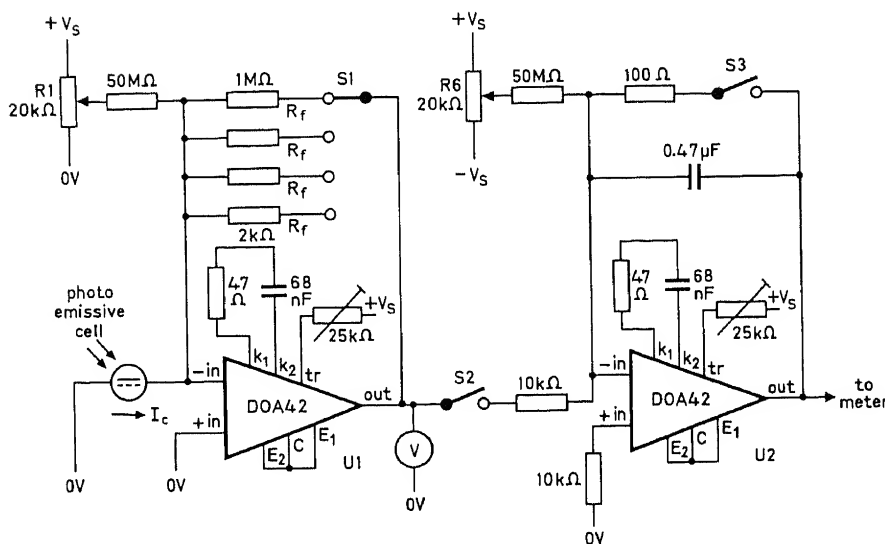 +VS
R1
20kΩ
50MΩ
0V
1MΩ
Rf
S1
Rf
Rf
2kΩ
Rf
47
Ω
68
nF
+VS
25kΩ
photo
emissive
cell
Ic
0V
0V
k1
k2
tr
−in
+in
DOA42
out
E2
C
E1
U1
V
0V
S2
10kΩ
+VS
R6
20kΩ
−VS
50MΩ
100Ω
S3
0.47µF
47
Ω
68
nF
+VS
25kΩ
k1
k2
tr
−in
+in
DOA42
out
E2
C
E1
U2
10kΩ
0V
to
meter